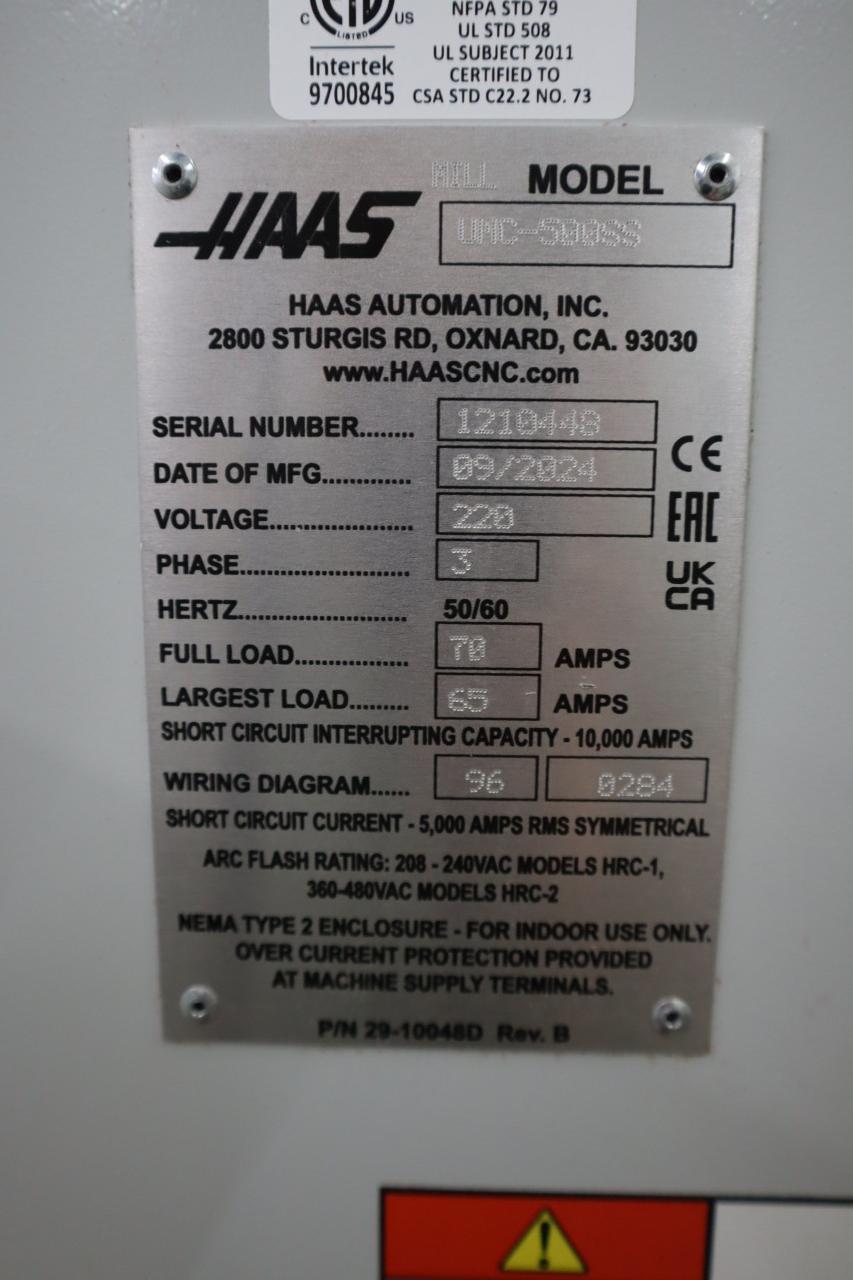 C US
LISTED
Intertek
9700845
NFPA STD 79
UL STD 508
UL SUBJECT 2011
CERTIFIED TO
CSA STD C22.2 NO. 73
HAAS
MILL MODEL
UMC-500SS
HAAS AUTOMATION, INC.
2800 STURGIS RD, OXNARD, CA. 93030
www.HAASCNC.com
SERIAL NUMBER........ 1210448
DATE OF MFG............. 09/2024
VOLTAGE..................... 220
PHASE......................... 3
HERTZ......................... 50/60
FULL LOAD................. 70 AMPS
LARGEST LOAD......... 65 AMPS
CE
EAC
UK
CA
SHORT CIRCUIT INTERRUPTING CAPACITY - 10,000 AMPS
WIRING DIAGRAM...... 96 0284
SHORT CIRCUIT CURRENT - 5,000 AMPS RMS SYMMETRICAL
ARC FLASH RATING: 208 - 240VAC MODELS HRC-1,
360-480VAC MODELS HRC-2
NEMA TYPE 2 ENCLOSURE - FOR INDOOR USE ONLY.
OVER CURRENT PROTECTION PROVIDED
AT MACHINE SUPPLY TERMINALS.
P/N 29-10048D Rev. B